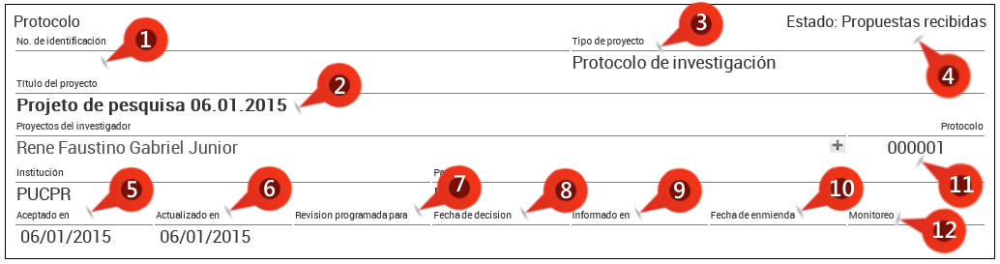 Protocolo
Estado: Propuestas recibidas
No. de identificación
Tipo de proyecto
1
3
4
Protocolo de investigación
Título del proyecto
2
Projeto de pesquisa 06.01.2015
Proyectos del investigador
Protocolo
Rene Faustino Gabriel Junior
+
000001
Institución
PUCPR
5
6
7
8
9
10
11
Aceptado en
Actualizado en
Revision programada para
Fecha de decision
Informado en
Fecha de enmienda
Monitoreo
12
06/01/2015
06/01/2015